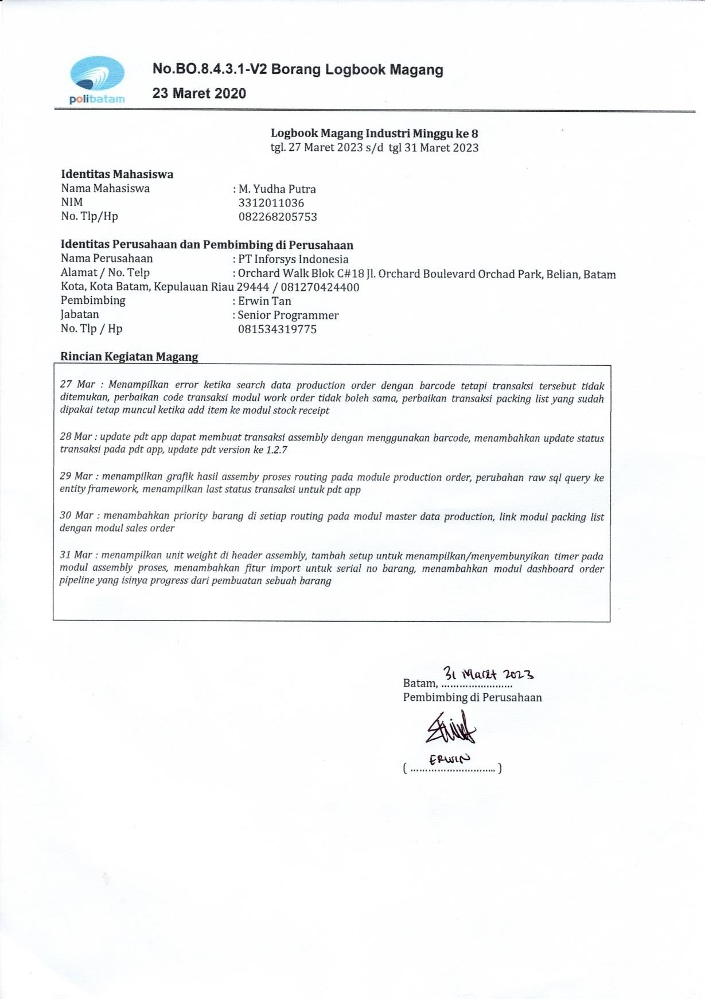 polibatam
No.BO.8.4.3.1-V2 Borang Logbook Magang
23 Maret 2020
Logbook Magang Industri Minggu ke 8
tgl. 27 Maret 2023 s/d tgl 31 Maret 2023
Identitas Mahasiswa
Nama Mahasiswa : M. Yudha Putra
NIM 3312011036
No. Tlp/Hp 082268205753
Identitas Perusahaan dan Pembimbing di Perusahaan
Nama Perusahaan : PT Inforsys Indonesia
Alamat / No. Telp : Orchard Walk Blok C#18 Jl. Orchard Boulevard Orchad Park, Belian, Batam
Kota, Kota Batam, Kepulauan Riau 29444 / 081270424400
Pembimbing : Erwin Tan
Jabatan : Senior Programmer
No. Tlp / Hp 081534319775
Rincian Kegiatan Magang
27 Mar : Menampilkan error ketika search data production order dengan barcode tetapi transaksi tersebut tidak
ditemukan, perbaikan code transaksi modul work order tidak boleh sama, perbaikan transaksi packing list yang sudah
dipakai tetap muncul ketika add item ke modul stock receipt
28 Mar : update pdt app dapat membuat transaksi assembly dengan menggunakan barcode, menambahkan update status
transaksi pada pdt app, update pdt version ke 1.2.7
29 Mar : menampilkan grafik hasil assemby proses routing pada module production order, perubahan raw sql query ke
entity framework, menampilkan last status transaksi untuk pdt app
30 Mar : menambahkan priority barang di setiap routing pada modul master data production, link modul packing list
dengan modul sales order
31 Mar : menampilkan unit weight di header assembly, tambah setup untuk menampilkan/menyembunyikan timer pada
modul assembly proses, menambahkan fitur import untuk serial no barang, menambahkan modul dashboard order
pipeline yang isinya progress dari pembuatan sebuah barang
Batam, 31 Maret 2023
Pembimbing di Perusahaan
( ERWIN )